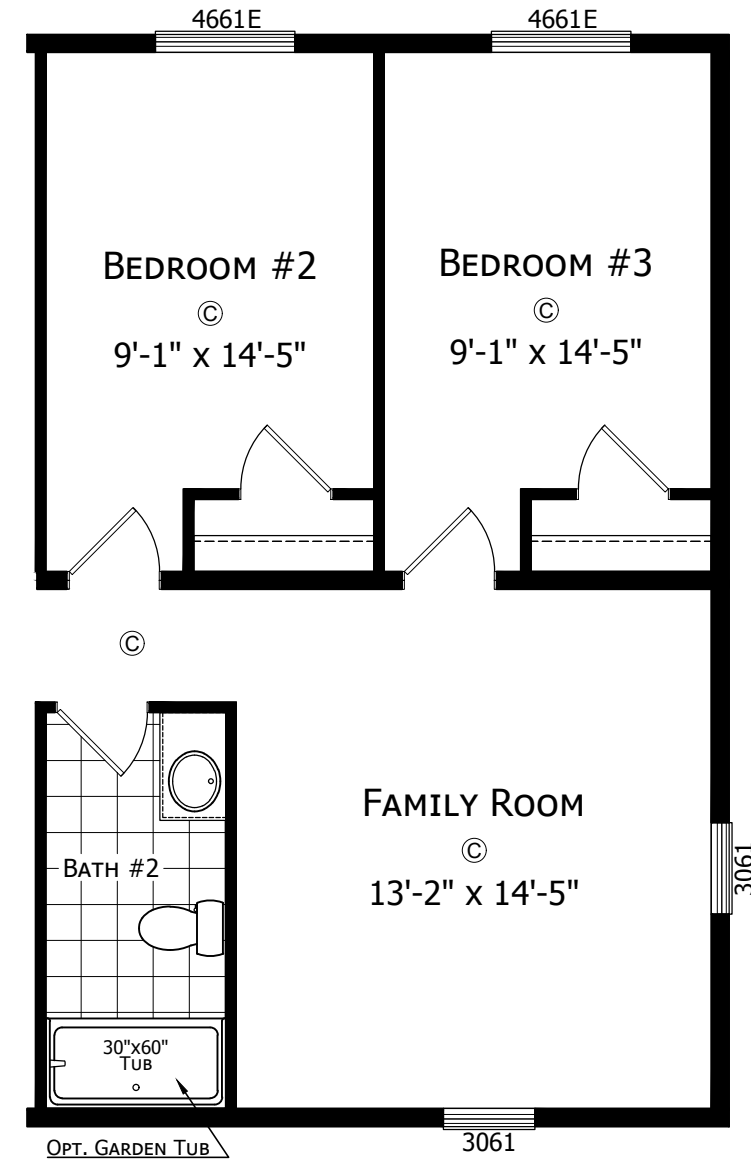 4661E
4661E
BEDROOM #2
Ⓒ
9'-1" x 14'-5"
BEDROOM #3
Ⓒ
9'-1" x 14'-5"
Ⓒ
FAMILY ROOM
Ⓒ
13'-2" x 14'-5"
3061
BATH #2
30"x60"
TUB
OPT. GARDEN TUB
3061